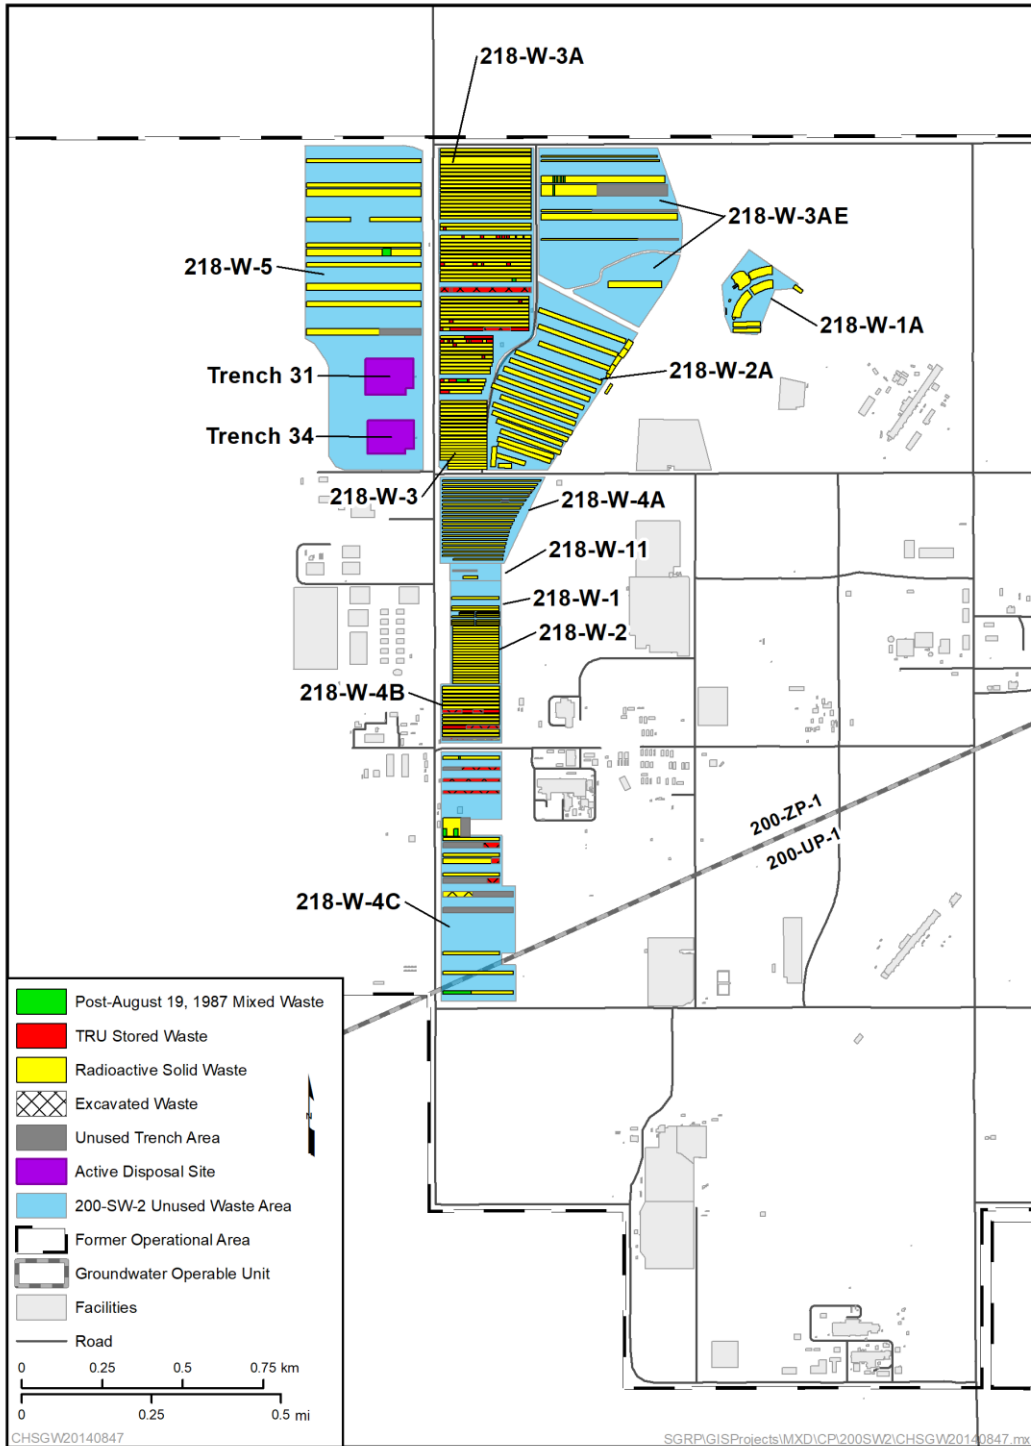 218-W-3A
218-W-3AE
218-W-5
218-W-1A
218-W-2A
Trench 31
Trench 34
218-W-3
218-W-4A
218-W-11
218-W-1
218-W-2
218-W-4B
200-ZP-1
200-UP-1
218-W-4C
Post-August 19, 1987 Mixed Waste
TRU Stored Waste
Radioactive Solid Waste
Excavated Waste
Unused Trench Area
Active Disposal Site
200-SW-2 Unused Waste Area
Former Operational Area
Groundwater Operable Unit
Facilities
Road
N
0 0.25 0.5 0.75 km
0 0.25 0.5 mi
CHSGW20140847
SGRP\GISProjects\MXD\CP\200SW2\CHSGW20140847.mx